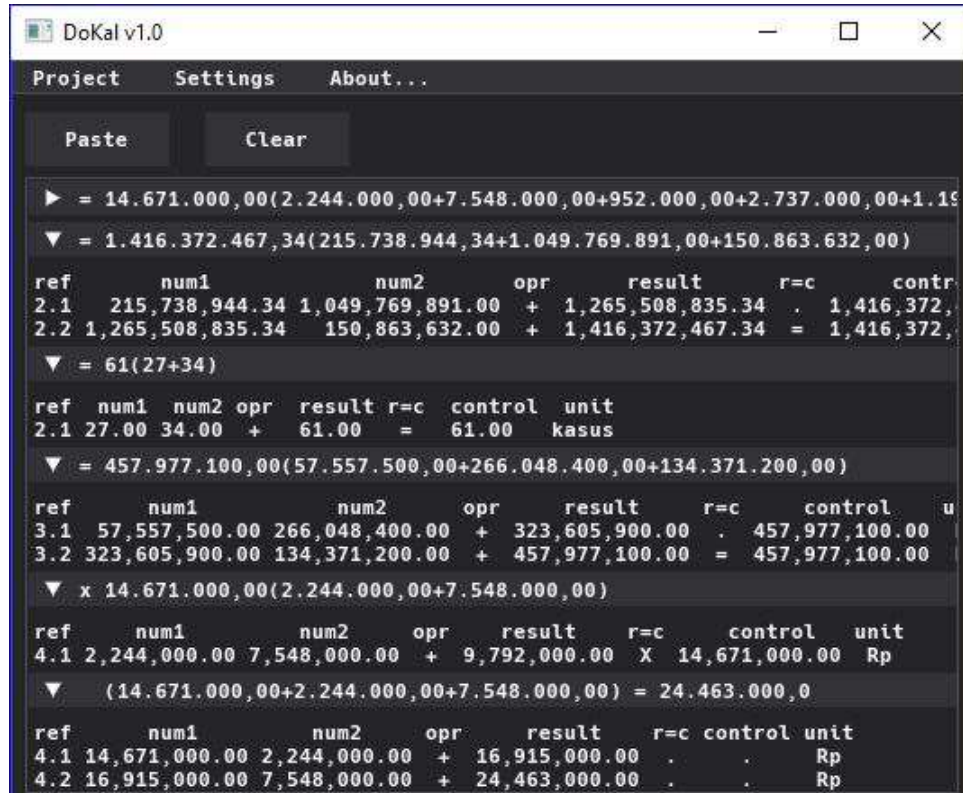 DoKal v1.0
Project Settings About...
Paste Clear
▶ = 14.671.000,00(2.244.000,00+7.548.000,00+952.000,00+2.737.000,00+1.19
▼ = 1.416.372.467,34(215.738.944,34+1.049.769.891,00+150.863.632,00)
ref num1 num2 opr result r=c contr
2.1 215,738,944.34 1,049,769,891.00 + 1,265,508,835.34 . 1,416,372,
2.2 1,265,508,835.34 150,863,632.00 + 1,416,372,467.34 = 1,416,372,
▼ = 61(27+34)
ref num1 num2 opr result r=c control unit
2.1 27.00 34.00 + 61.00 = 61.00 kasus
▼ = 457.977.100,00(57.557.500,00+266.048.400,00+134.371.200,00)
ref num1 num2 opr result r=c control u
3.1 57,557,500.00 266,048,400.00 + 323,605,900.00 . 457,977,100.00
3.2 323,605,900.00 134,371,200.00 + 457,977,100.00 = 457,977,100.00
▼ x 14.671.000,00(2.244.000,00+7.548.000,00)
ref num1 num2 opr result r=c control unit
4.1 2,244,000.00 7,548,000.00 + 9,792,000.00 X 14,671,000.00 Rp
▼ (14.671.000,00+2.244.000,00+7.548.000,00) = 24.463.000,0
ref num1 num2 opr result r=c control unit
4.1 14,671,000.00 2,244,000.00 + 16,915,000.00 . . Rp
4.2 16,915,000.00 7,548,000.00 + 24,463,000.00 . . Rp